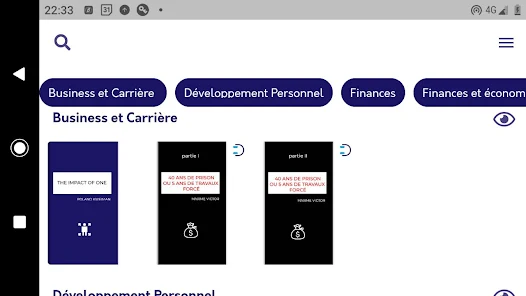 22:33
31
4G
Business et Carrière
Développement Personnel
Finances
Finances et économ
Business et Carrière
THE IMPACT OF ONE
ROLAND KWEMAIN
partie I
40 ANS DE PRISON
OU 5 ANS DE TRAVAUX
FORCÉ
MAXIME VICTOR
partie II
40 ANS DE PRISON
OU 5 ANS DE TRAVAUX
FORCÉ
MAXIME VICTOR
Développement Personnel